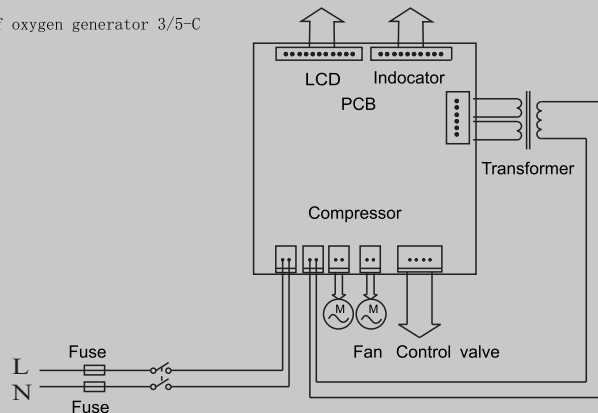 oxygen generator 3/5-C
LCD
Indocator
PCB
Transformer
Compressor
M
M
Fan
Control valve
Fuse
L
N
Fuse